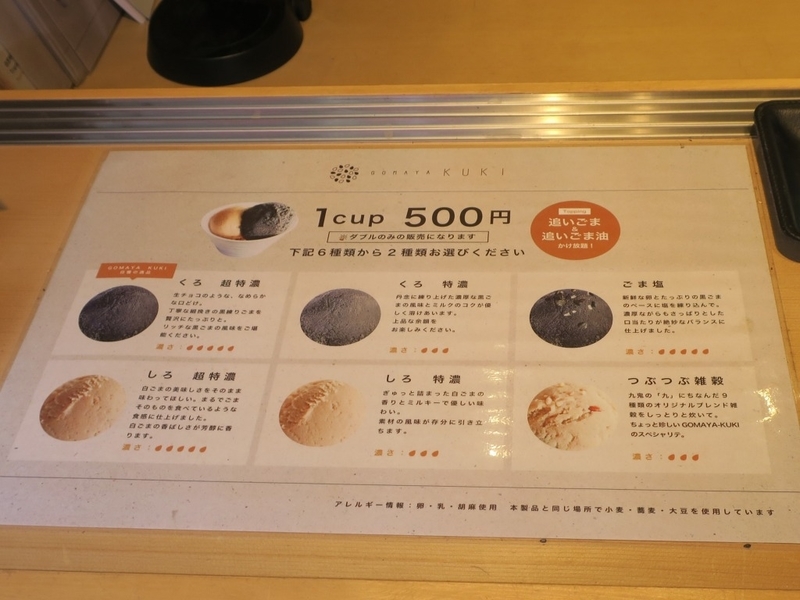 GOMAYA KUKI
1cup 500円
ダブルのみの販売になります
下記6種類から2種類お選びください
Topping
追いごま
&
追いごま油
かけ放題!
GOMAYA KUKI
くろ 超特濃
生チョコのような、なめらか
な口どけ。
丁寧な細挽きの黒練りごまを
贅沢にたっぷりと。
リッチな黒ごまの風味をご堪
能ください。
濃さ:
くろ 特濃
丹念に練り上げた濃厚な黒ご
まの風味とミルクのコクが優
しく溶けあいます。
上品な余韻を
お楽しみください。
濃さ:
ごま塩
新鮮な卵とたっぷりの黒ごま
のベースに塩を練り込んで。
濃厚ながらもさっぱりとした
口当たりが絶妙なバランスに
仕上げました。
濃さ:
しろ 超特濃
白ごまの美味しさをそのまま
味わってほしい。まるでごま
そのものを食べているような
食感に仕上げました。
白ごまの香ばしさが芳醇に香
ります。
濃さ:
しろ 特濃
ぎゅっと詰まった白ごまの
香りとミルキーで優しい味
わい。
素材の風味が存分に引き立
ちます。
濃さ:
つぶつぶ雑穀
九鬼の「九」にちなんだ9
種類のオリジナルブレンド雑
穀をしっとりと炊いて。
ちょっと珍しいGOMAYA-KUKI
のスペシャリテ。
濃さ:
アレルギー情報:卵・乳・胡麻使用 本製品と同じ場所で小麦・蕎麦・大豆を使用しています